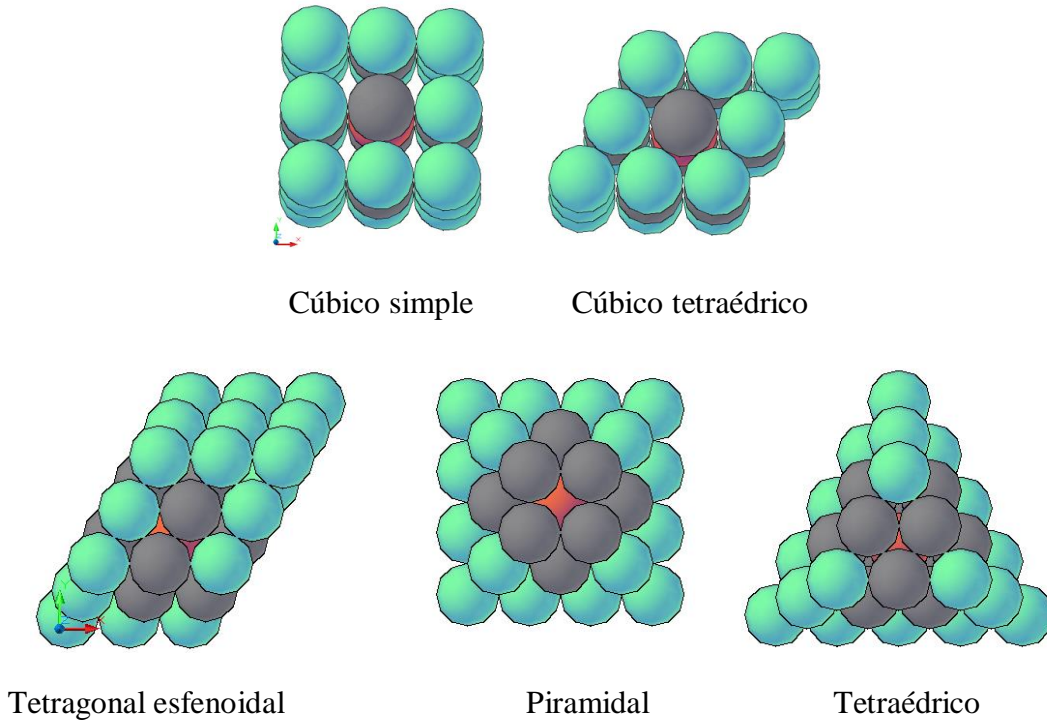 Cúbico simple
Cúbico tetraédrico
Tetragonal esfenoidal
Piramidal
Tetraédrico